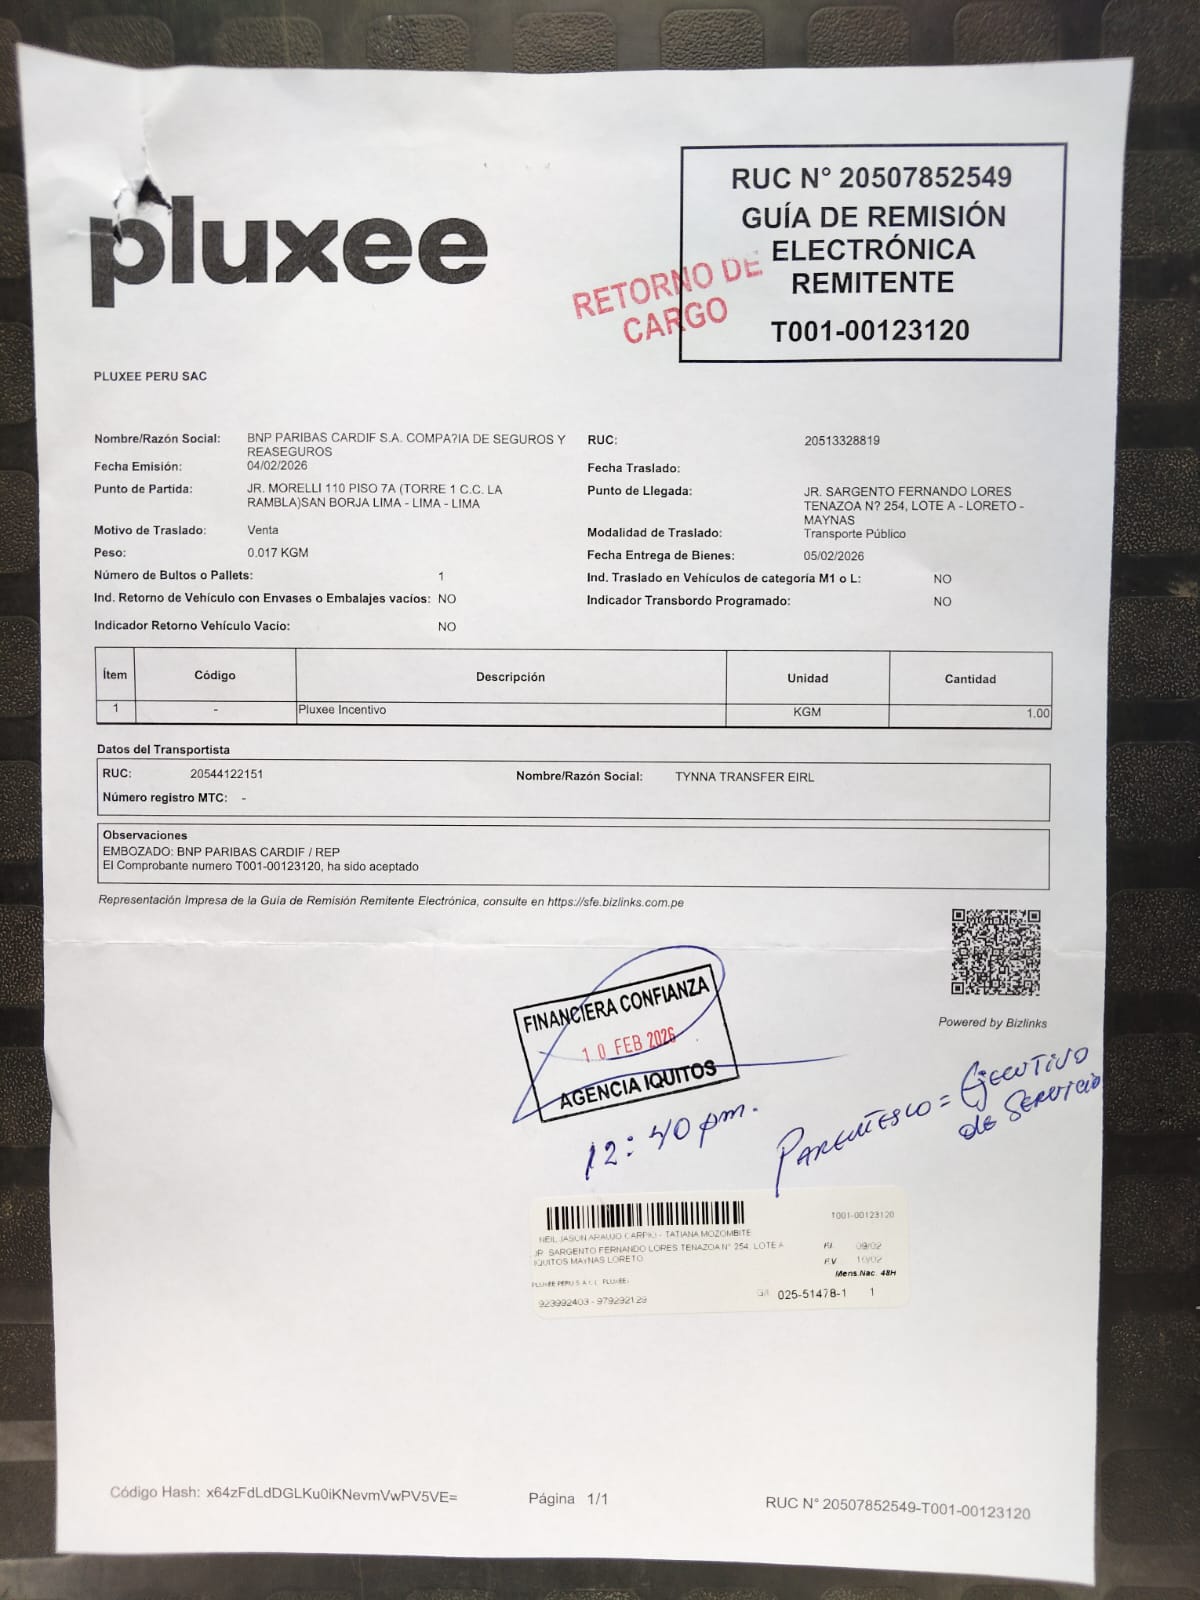 pluxee
RUC N° 20507852549
GUÍA DE REMISIÓN
ELECTRÓNICA
REMITENTE
T001-00123120
RETORNO DE
CARGO
PLUXEE PERU SAC
Nombre/Razón Social: BNP PARIBAS CARDIF S.A. COMPA?IA DE SEGUROS Y
REASEGUROS
RUC: 20513328819
Fecha Emisión: 04/02/2026
Fecha Traslado:
Punto de Partida: JR. MORELLI 110 PISO 7A (TORRE 1 C.C. LA
RAMBLA)SAN BORJA LIMA - LIMA - LIMA
Punto de Llegada: JR. SARGENTO FERNANDO LORES
TENAZOA N? 254, LOTE A - LORETO -
MAYNAS
Motivo de Traslado: Venta
Modalidad de Traslado: Transporte Público
Peso: 0.017 KGM
Fecha Entrega de Bienes: 05/02/2026
Número de Bultos o Pallets: 1
Ind. Traslado en Vehículos de categoría M1 o L: NO
Ind. Retorno de Vehículo con Envases o Embalajes vacíos: NO
Indicador Transbordo Programado: NO
Indicador Retorno Vehículo Vacío: NO
Ítem Código Descripción Unidad Cantidad
1 - Pluxee Incentivo KGM 1.00
Datos del Transportista
RUC: 20544122151 Nombre/Razón Social: TYNNA TRANSFER EIRL
Número registro MTC: -
Observaciones
EMBOZADO: BNP PARIBAS CARDIF / REP
El Comprobante numero T001-00123120, ha sido aceptado
Representación Impresa de la Guía de Remisión Remitente Electrónica, consulte en https://sfe.bizlinks.com.pe
Powered by Bizlinks
FINANCIERA CONFIANZA
10 FEB 2026
AGENCIA IQUITOS
12:40 pm.
PARENTESCO = EJECUTIVO
de SERVICIO
T001-00123120
NEIL JASON ARAUJO CARPIO - TATIANA MOZOMBITE
JR. SARGENTO FERNANDO LORES TENAZOA N° 254, LOTE A
IQUITOS MAYNAS LORETO
09/02
F.V 10/02
Mens.Nac. 48H
PLUXEE PERU S.A.C ( PLUXEE)
923992403 - 979292129
025-51478-1 1
Código Hash: x64zFdLdDGLKu0iKNevmVwPV5VE=
Página 1/1
RUC N° 20507852549-T001-00123120